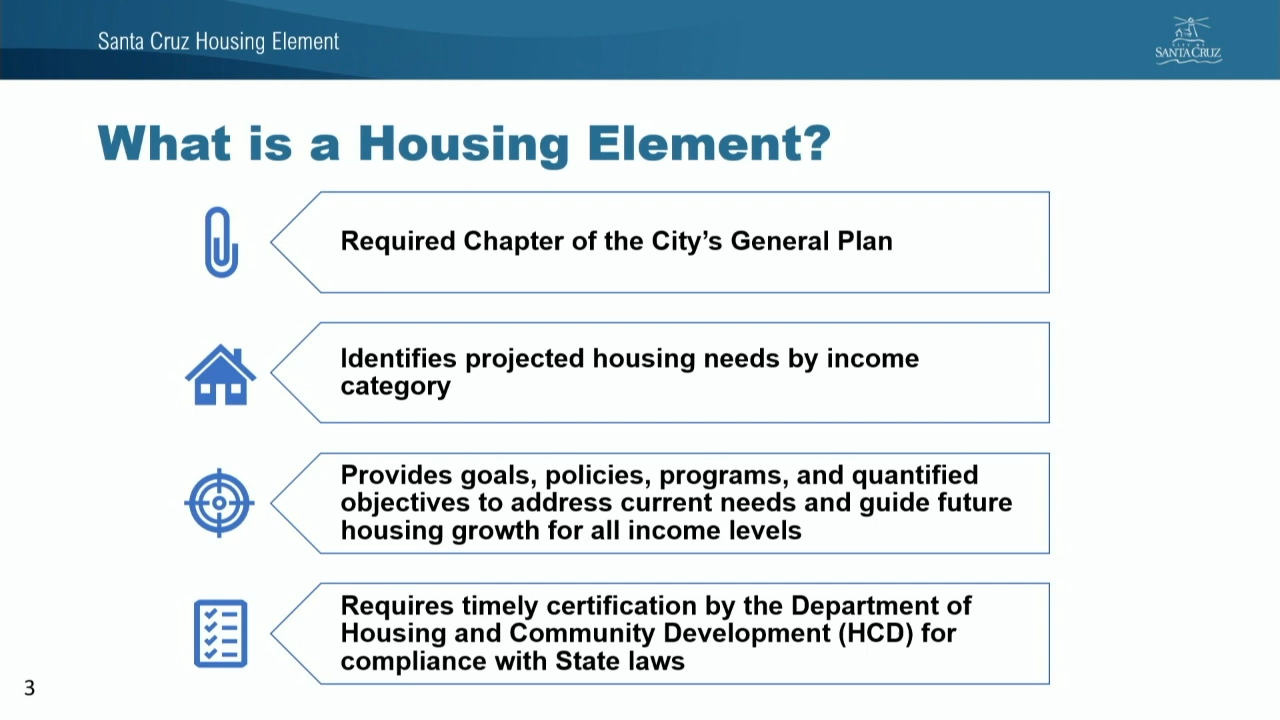 Santa Cruz Housing Element
CITY OF
SANTA CRUZ
What is a Housing Element?
Required Chapter of the City’s General Plan
Identifies projected housing needs by income
category
Provides goals, policies, programs, and quantified
objectives to address current needs and guide future
housing growth for all income levels
Requires timely certification by the Department of
Housing and Community Development (HCD) for
compliance with State laws
3